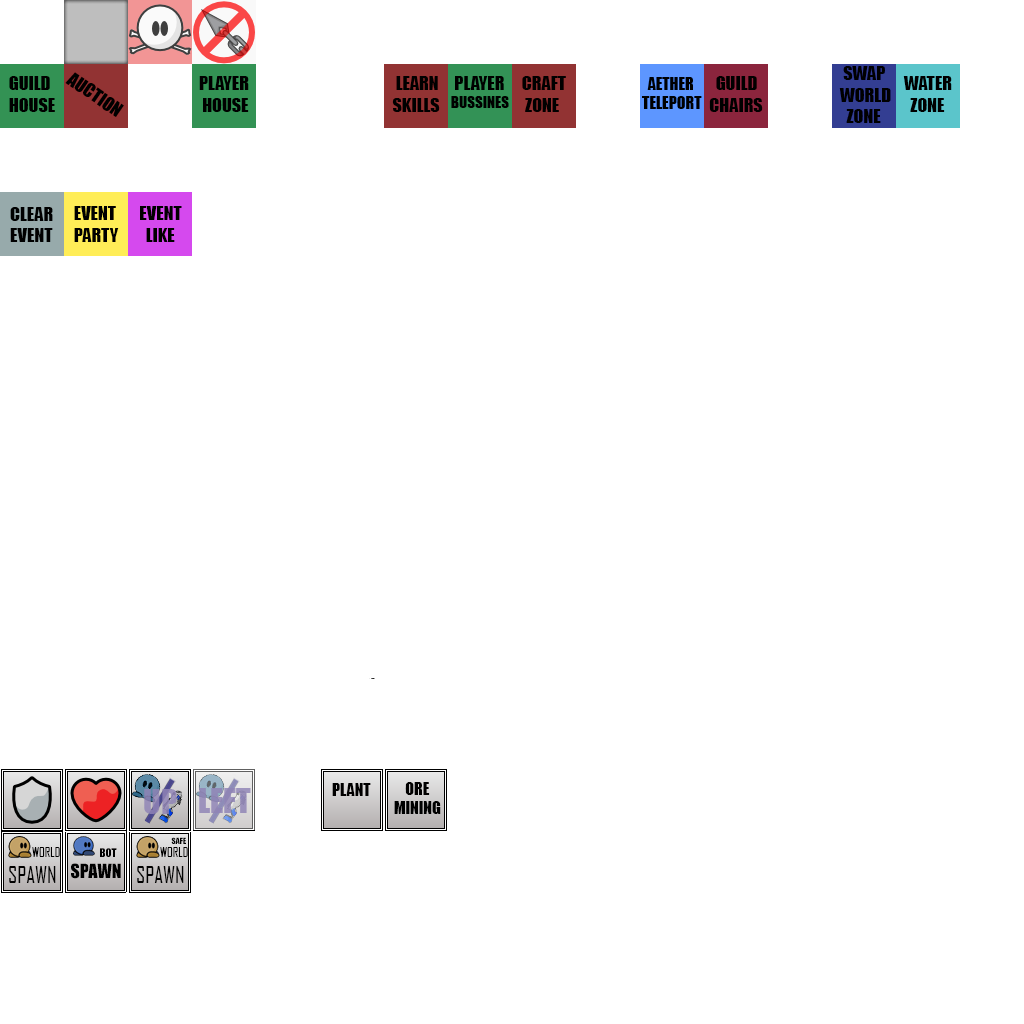 GUILD
HOUSE
AUCTION
PLAYER
HOUSE
LEARN
SKILLS
PLAYER
BUSSINES
CRAFT
ZONE
AETHER
TELEPORT
GUILD
CHAIRS
SWAP
WORLD
ZONE
WATER
ZONE
CLEAR
EVENT
EVENT
PARTY
EVENT
LIKE
-
UP
LEFT
PLANT
ORE
MINING
WORLD
SPAWN
BOT
SPAWN
SAFE
WORLD
SPAWN